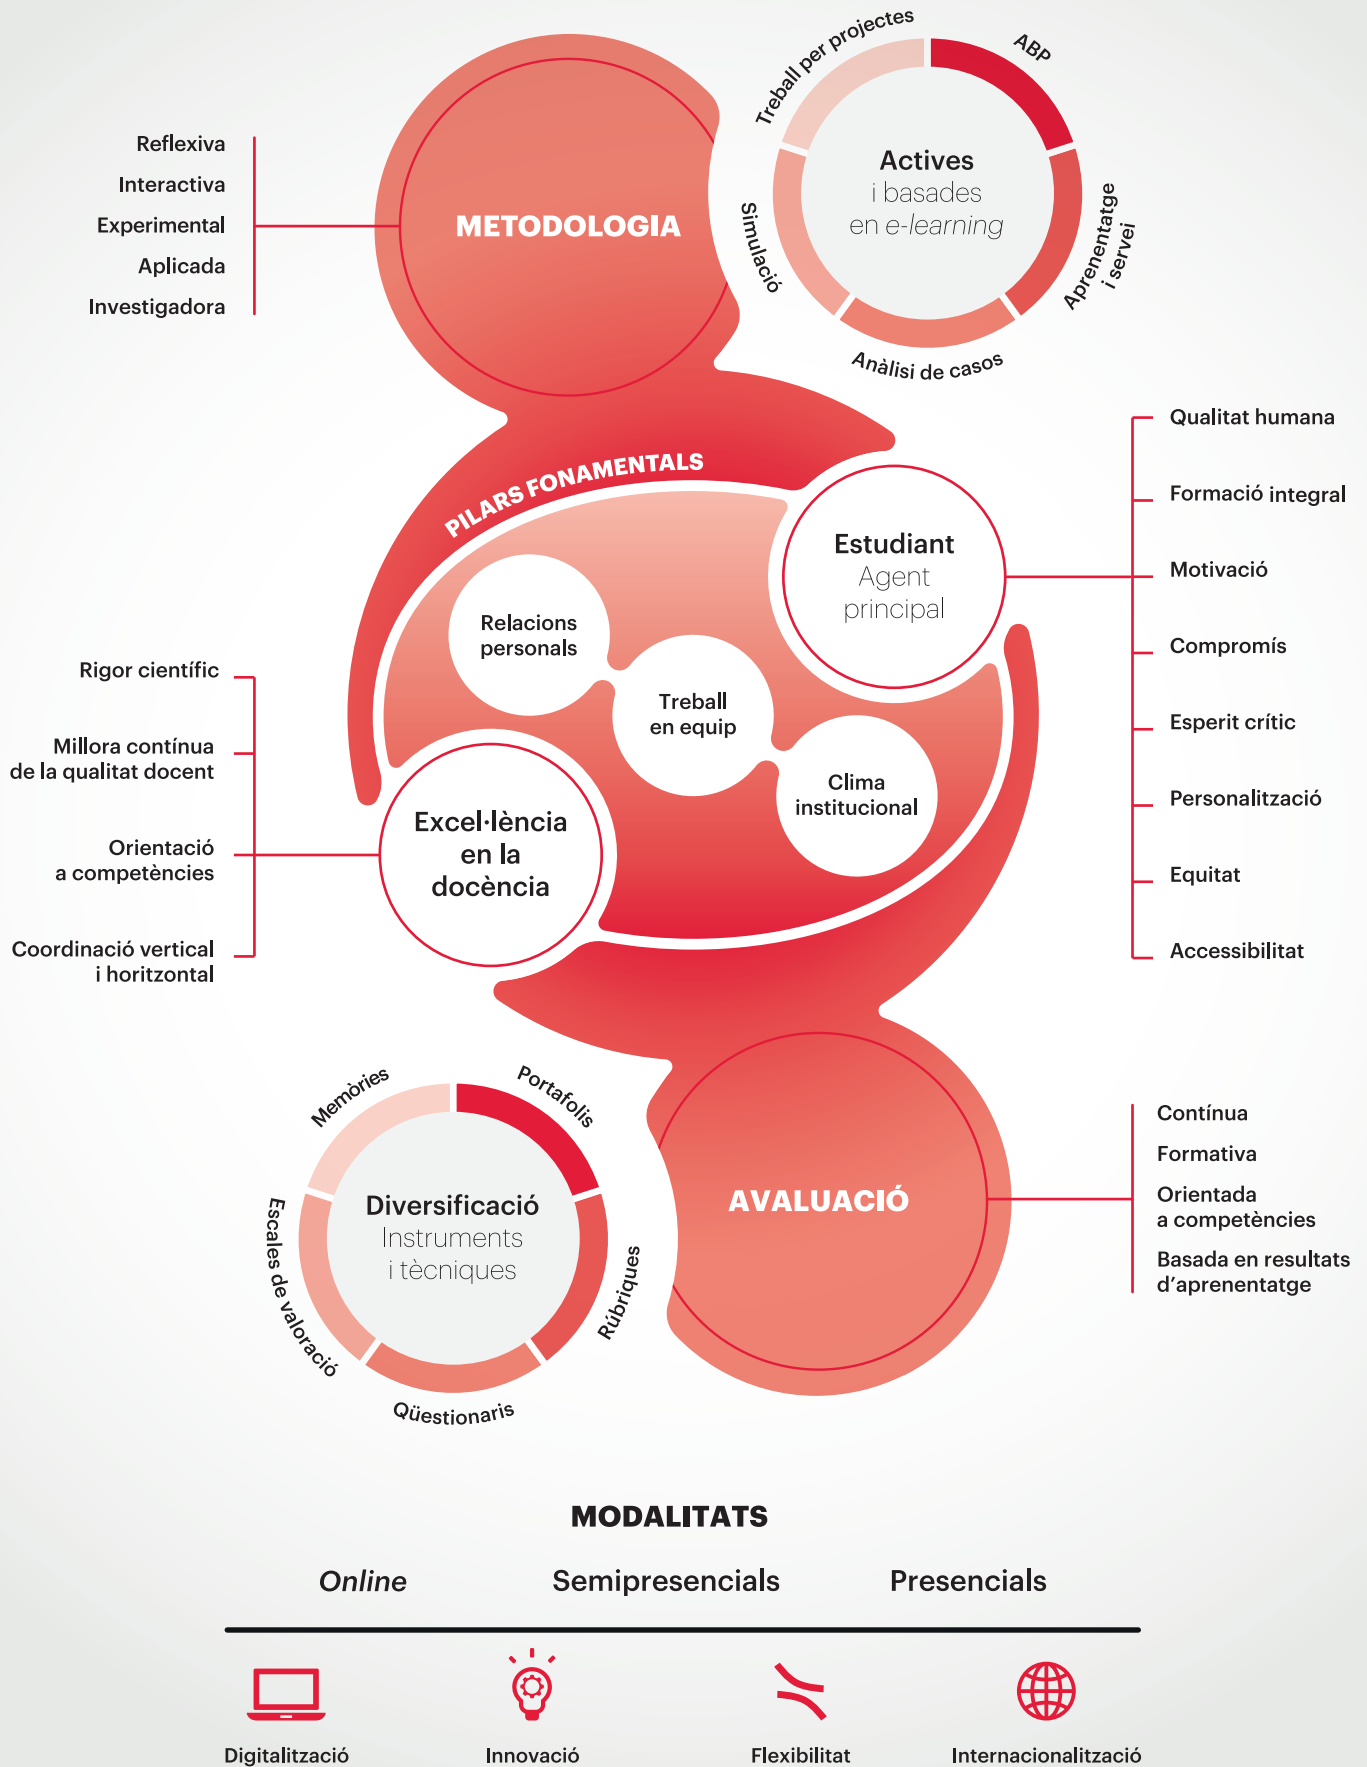 Treball per projectes
ABP
Aprenentatge
i servei
Anàlisi de casos
Simulació
Actives
i basades
en e-learning
Reflexiva
Interactiva
Experimental
Aplicada
Investigadora
METODOLOGIA
PILARS FONAMENTALS
Estudiant
Agent
principal
Qualitat humana
Formació integral
Motivació
Compromís
Esperit crític
Personalització
Equitat
Accessibilitat
Relacions
personals
Treball
en equip
Clima
institucional
Rigor científic
Millora contínua
de la qualitat docent
Orientació
a competències
Coordinació vertical
i horitzontal
Excel·lència
en la
docència
Memòries
Portafolis
Rúbriques
Qüestionaris
Escales de valoració
Diversificació
Instruments
i tècniques
AVALUACIÓ
Contínua
Formativa
Orientada
a competències
Basada en resultats
d'aprenentatge
MODALITATS
Online
Semipresencials
Presencials
Digitalització
Innovació
Flexibilitat
Internacionalització